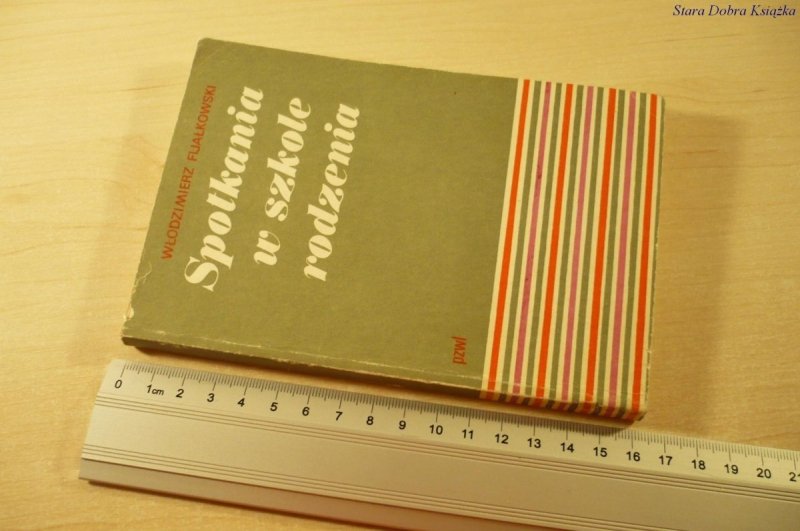 Stara Dobra Książka
WŁODZIMIERZ FIJAŁKOWSKI
Spotkania
w szkole
rodzenia
pzwl
0 1cm 2 3 4 5 6 7 8 9 10 11 12 13 14 15 16 17 18 19 20 21